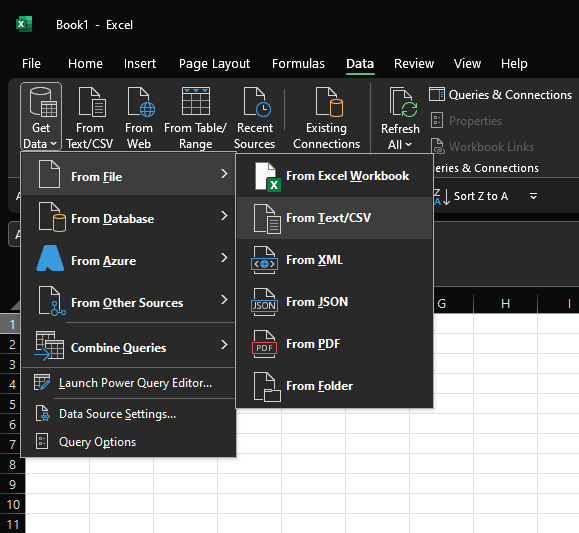 Book1 - Excel
File Home Insert Page Layout Formulas Data Review View Help
Get Data
From Text/CSV
From Web
From Table/ Range
Recent Sources
Existing Connections
Refresh All
Queries & Connections
Properties
Workbook Links
eries & Connections
Sort Z to A
From File
From Database
From Azure
From Other Sources
Combine Queries
Launch Power Query Editor...
Data Source Settings...
Query Options
From Excel Workbook
From Text/CSV
From XML
From JSON
From PDF
From Folder
JSON
PDF
G H I
1
2
3
4
5
6
7
8
9
10
11